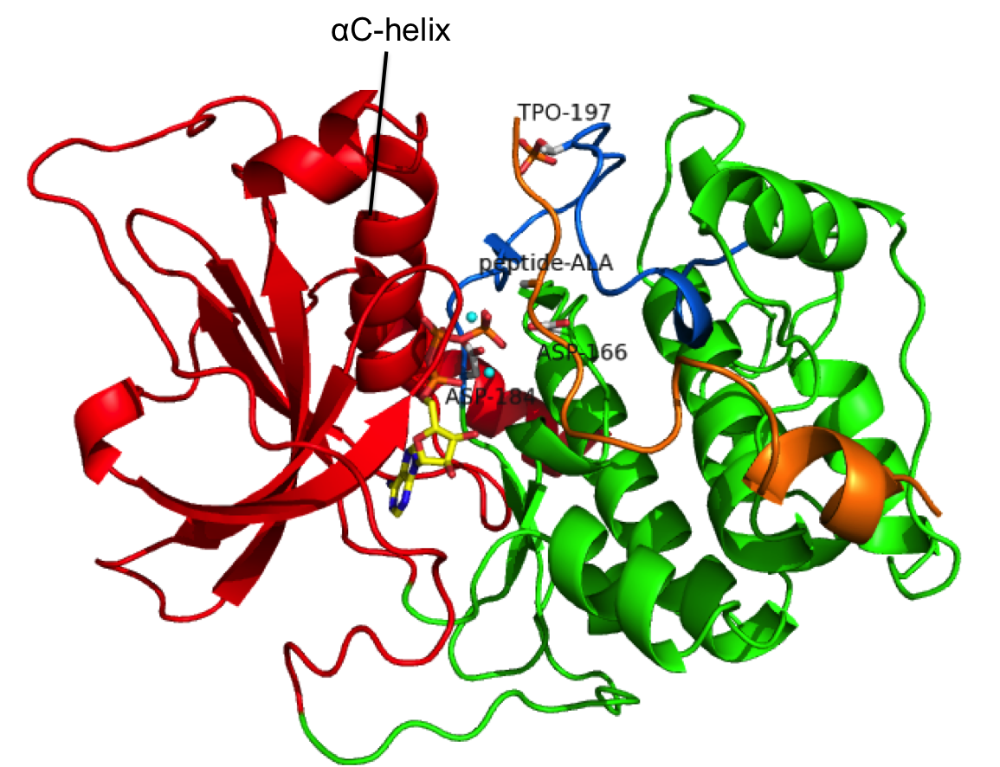 αC-helix
TPO-197
peptide-ALA
ASP-166
ASP-184